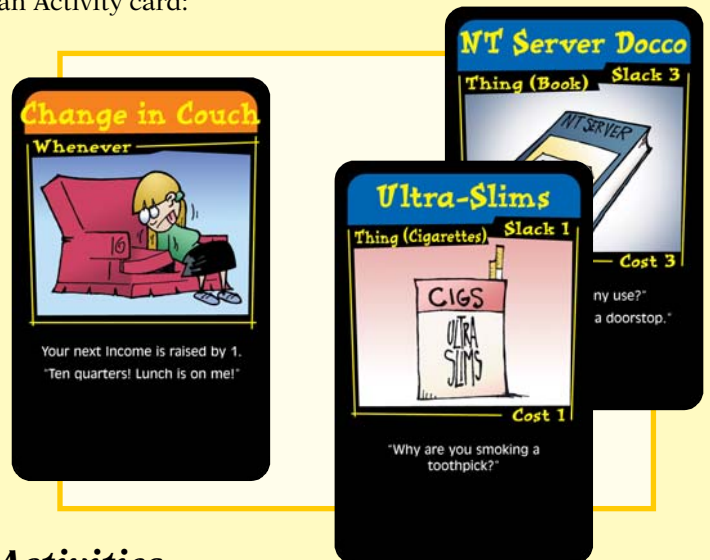 an Activity card:
Change in Couch
Whenever
Your next Income is raised by 1.
"Ten quarters! Lunch is on me!"
NT Server Docco
Thing (Book)
Slack 3
NT SERVER
Cost 3
ny use?"
a doorstop."
Ultra-Slims
Thing (Cigarettes)
Slack 1
CIGS
ULTRA
SLIMS
Cost 1
"Why are you smoking a
toothpick?"
Activities